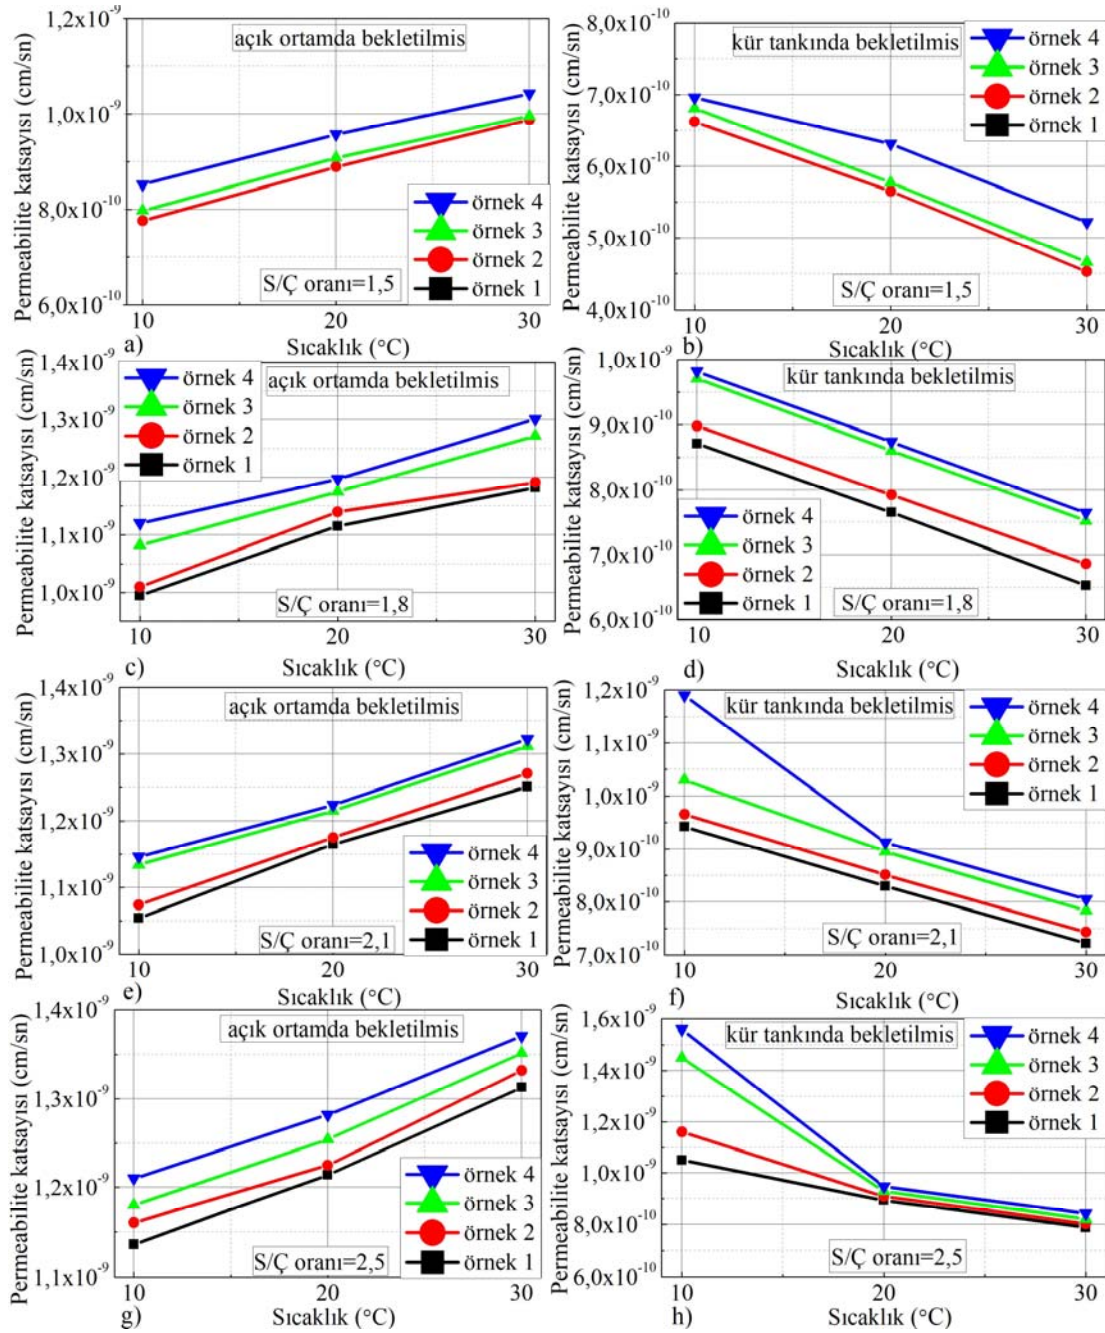 Permeabilite katsayısı (cm/sn)
1,2x10⁻⁹
1,0x10⁻⁹
8,0x10⁻¹⁰
6,0x10⁻¹⁰
açık ortamda bekletilmis
örnek 4
örnek 3
örnek 2
örnek 1
S/Ç oranı=1,5
10 20 30
a) Sıcaklık (°C)
Permeabilite katsayısı (cm/sn)
8,0x10⁻¹⁰
7,0x10⁻¹⁰
6,0x10⁻¹⁰
5,0x10⁻¹⁰
4,0x10⁻¹⁰
kür tankında bekletilmis
örnek 4
örnek 3
örnek 2
örnek 1
S/Ç oranı=1,5
10 20 30
b) Sıcaklık (°C)
Permeabilite katsayısı (cm/sn)
1,4x10⁻⁹
1,3x10⁻⁹
1,2x10⁻⁹
1,1x10⁻⁹
1,0x10⁻⁹
örnek 4
örnek 3
örnek 2
örnek 1
açık ortamda bekletilmis
S/Ç oranı=1,8
10 20 30
c) Sıcaklık (°C)
Permeabilite katsayısı (cm/sn)
1,0x10⁻⁹
9,0x10⁻¹⁰
8,0x10⁻¹⁰
7,0x10⁻¹⁰
6,0x10⁻¹⁰
kür tankında bekletilmis
örnek 4
örnek 3
örnek 2
örnek 1
S/Ç oranı=1,8
10 20 30
d) Sıcaklık (°C)
Permeabilite katsayısı (cm/sn)
1,4x10⁻⁹
1,3x10⁻⁹
1,2x10⁻⁹
1,1x10⁻⁹
1,0x10⁻⁹
açık ortamda bekletilmis
örnek 4
örnek 3
örnek 2
örnek 1
S/Ç oranı=2,1
10 20 30
e) Sıcaklık (°C)
Permeabilite katsayısı (cm/sn)
1,2x10⁻⁹
1,1x10⁻⁹
1,0x10⁻⁹
9,0x10⁻¹⁰
8,0x10⁻¹⁰
7,0x10⁻¹⁰
kür tankında bekletilmis
örnek 4
örnek 3
örnek 2
örnek 1
S/Ç oranı=2,1
10 20 30
f) Sıcaklık (°C)
Permeabilite katsayısı (cm/sn)
1,4x10⁻⁹
1,3x10⁻⁹
1,2x10⁻⁹
1,1x10⁻⁹
açık ortamda bekletilmis
örnek 4
örnek 3
örnek 2
örnek 1
S/Ç oranı=2,5
10 20 30
g) Sıcaklık (°C)
Permeabilite katsayısı (cm/sn)
1,6x10⁻⁹
1,4x10⁻⁹
1,2x10⁻⁹
1,0x10⁻⁹
8,0x10⁻¹⁰
6,0x10⁻¹⁰
kür tankında bekletilmis
örnek 4
örnek 3
örnek 2
örnek 1
S/Ç oranı=2,5
10 20 30
h) Sıcaklık (°C)